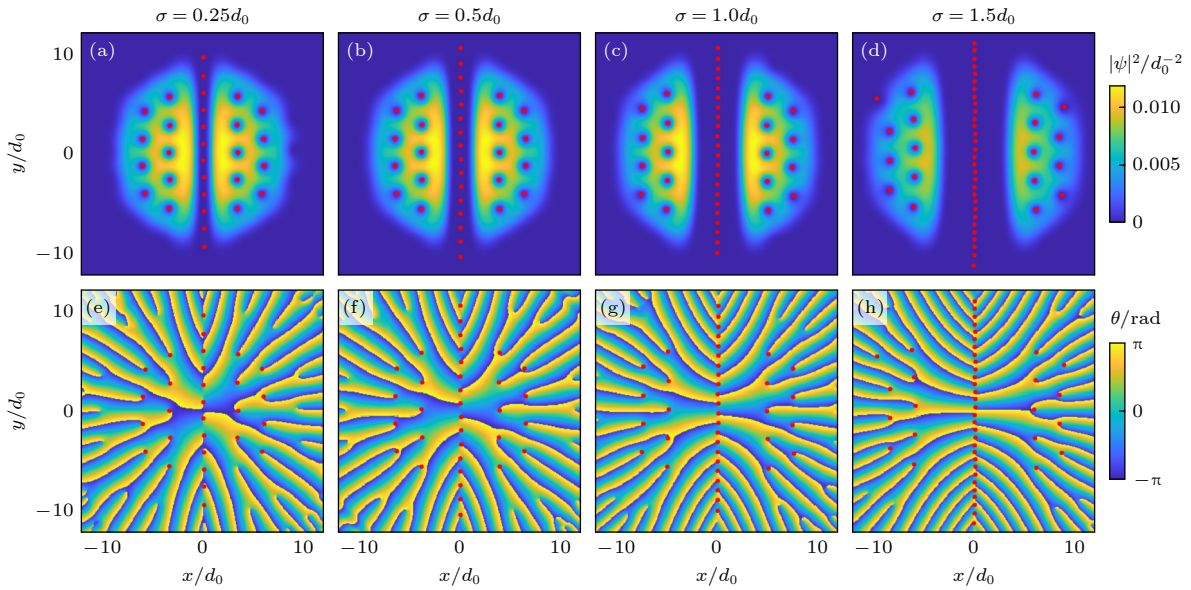 σ = 0.25d₀ σ = 0.5d₀ σ = 1.0d₀ σ = 1.5d₀
(a) (b) (c) (d)
10
0
−10
y/d₀
|ψ|²/d₀⁻²
0.010
0.005
0
(e) (f) (g) (h)
10
0
−10
y/d₀
θ/rad
π
0
−π
−10 0 10 −10 0 10 −10 0 10 −10 0 10
x/d₀ x/d₀ x/d₀ x/d₀